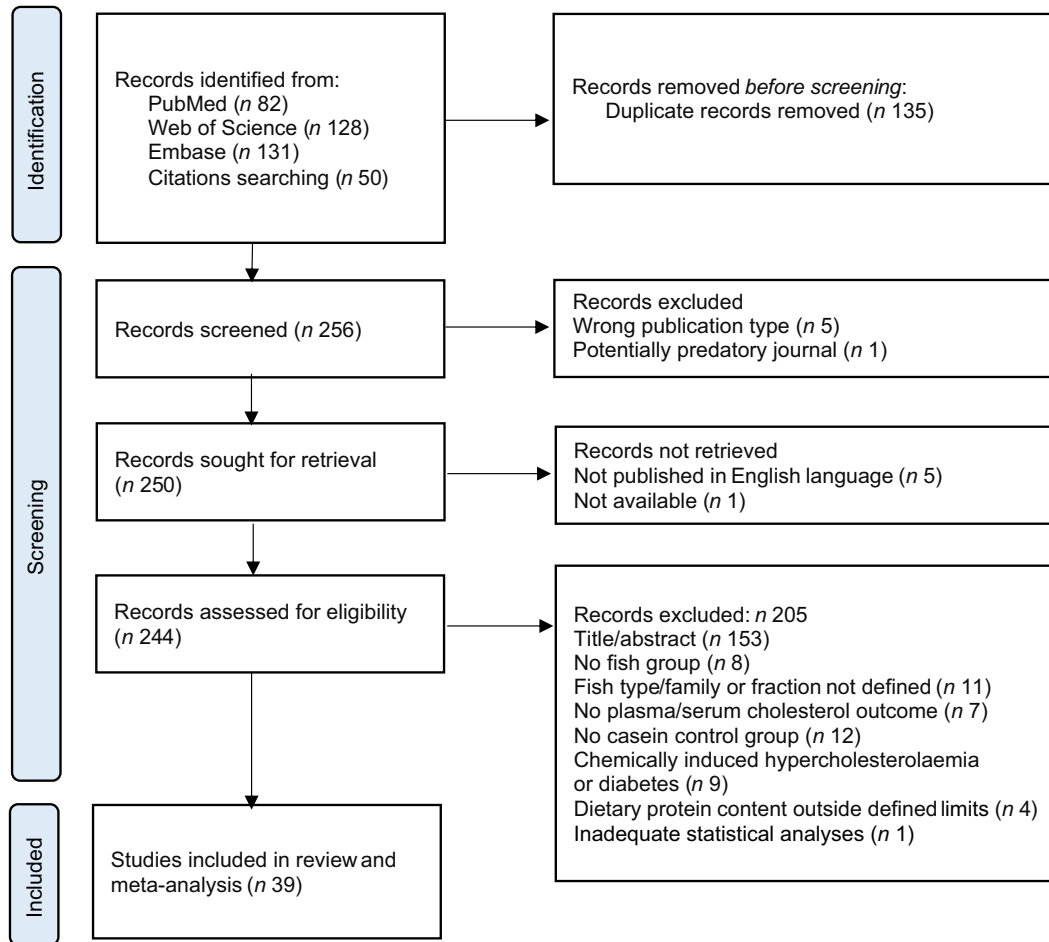 Identification
Records identified from:
PubMed (n 82)
Web of Science (n 128)
Embase (n 131)
Citations searching (n 50)
Records removed before screening:
Duplicate records removed (n 135)
Screening
Records screened (n 256)
Records excluded
Wrong publication type (n 5)
Potentially predatory journal (n 1)
Records sought for retrieval
(n 250)
Records not retrieved
Not published in English language (n 5)
Not available (n 1)
Records assessed for eligibility
(n 244)
Records excluded: n 205
Title/abstract (n 153)
No fish group (n 8)
Fish type/family or fraction not defined (n 11)
No plasma/serum cholesterol outcome (n 7)
No casein control group (n 12)
Chemically induced hypercholesterolaemia
or diabetes (n 9)
Dietary protein content outside defined limits (n 4)
Inadequate statistical analyses (n 1)
Included
Studies included in review and
meta-analysis (n 39)